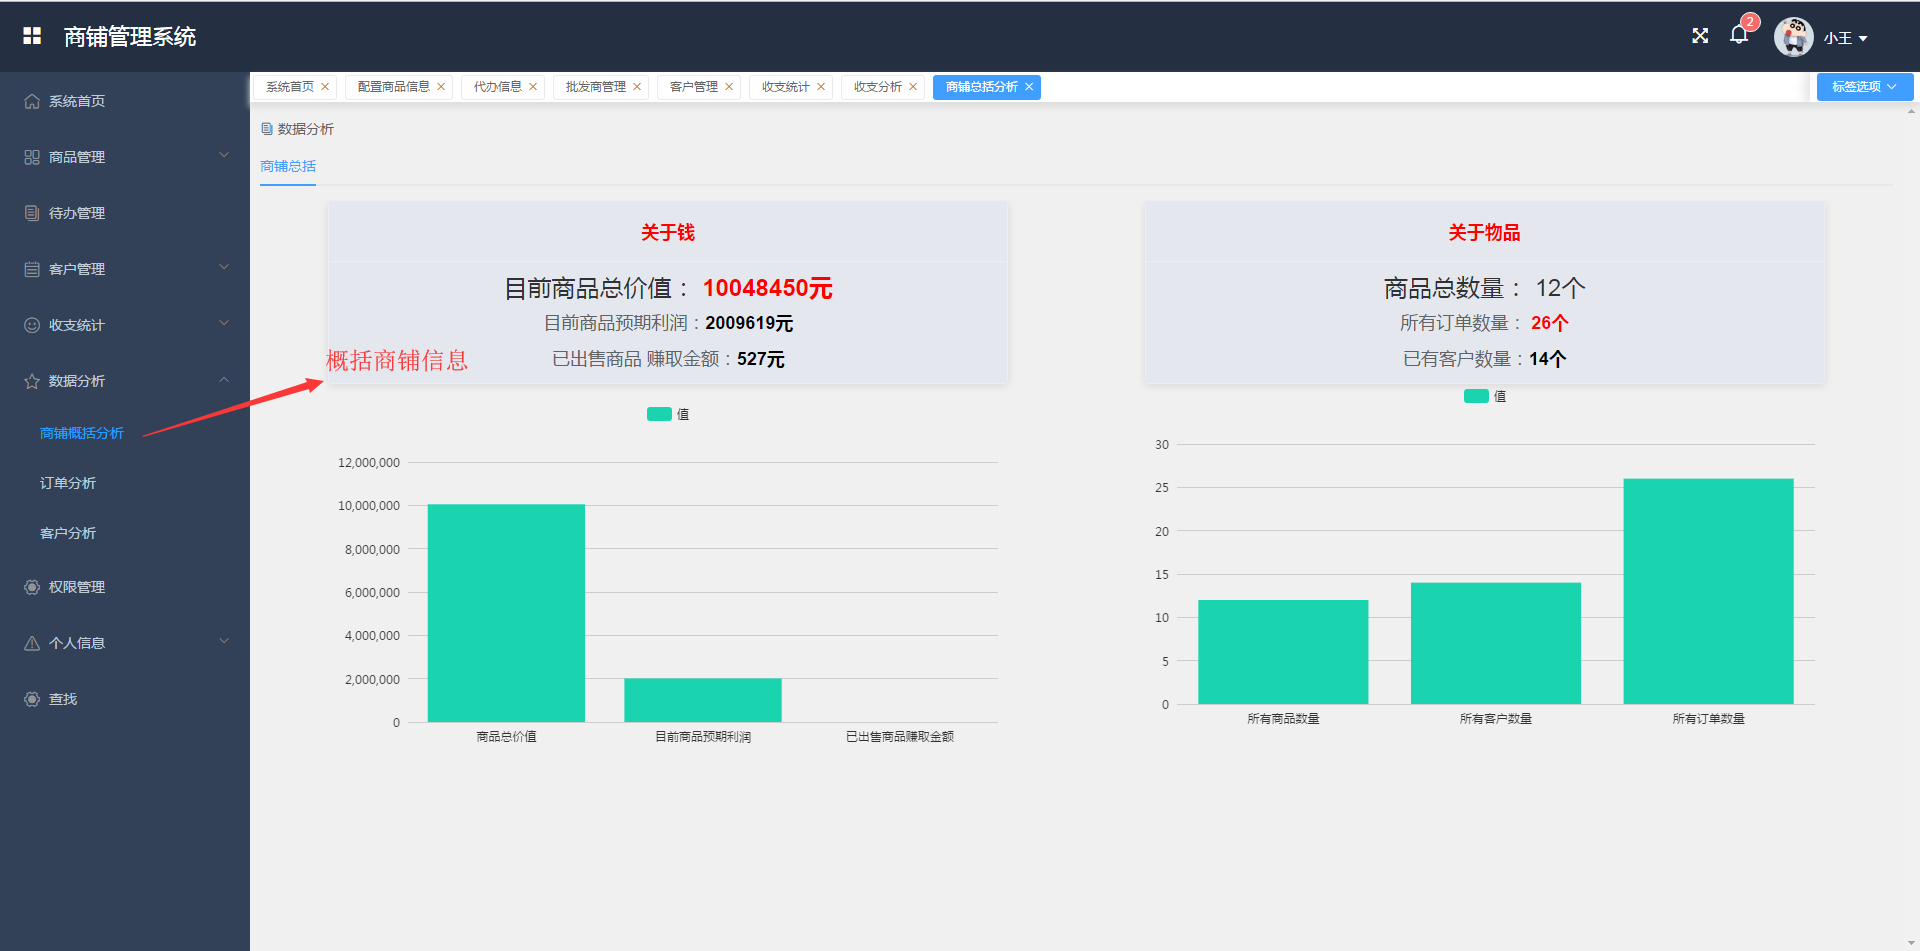 商铺管理系统
2
小王
系统首页
商品管理
待办管理
客户管理
收支统计
数据分析
商铺概括分析
订单分析
客户分析
权限管理
个人信息
查找
系统首页 配置商品信息 代办信息 批发商管理 客户管理 收支统计 收支分析 商铺总括分析 标签选项
数据分析
商铺总括
关于钱
目前商品总价值： 10048450元
目前商品预期利润：2009619元
已出售商品 赚取金额：527元
概括商铺信息
值
12,000,000
10,000,000
8,000,000
6,000,000
4,000,000
2,000,000
0
商品总价值 目前商品预期利润 已出售商品赚取金额
关于物品
商品总数量： 12个
所有订单数量： 26个
已有客户数量：14个
值
30
25
20
15
10
5
0
所有商品数量 所有客户数量 所有订单数量